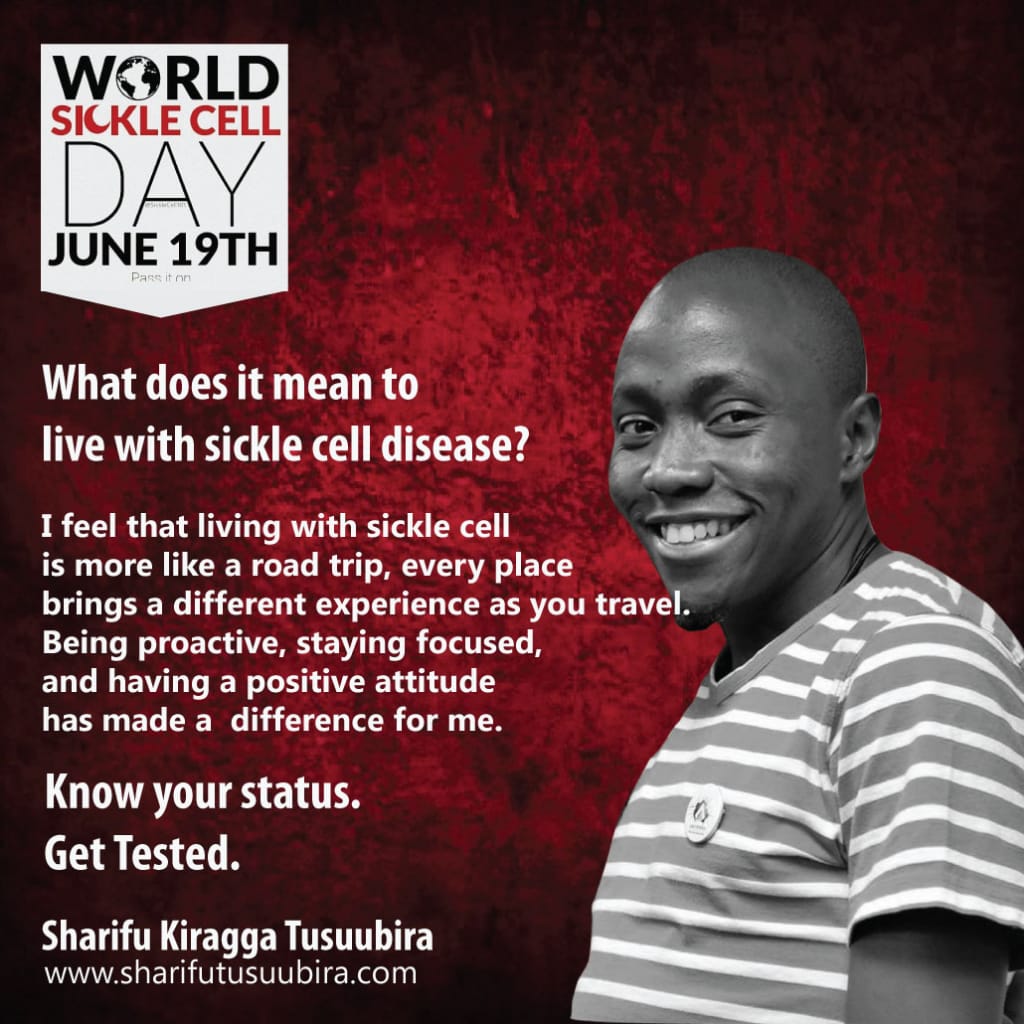 WORLD
SICKLE CELL
DAY
JUNE 19TH
Pass it on
What does it mean to
live with sickle cell disease?
I feel that living with sickle cell
is more like a road trip, every place
brings a different experience as you travel.
Being proactive, staying focused,
and having a positive attitude
has made a  difference for me.
Know your status.
Get Tested.
Sharifu Kiragga Tusuubira
www.sharifutusuubira.com